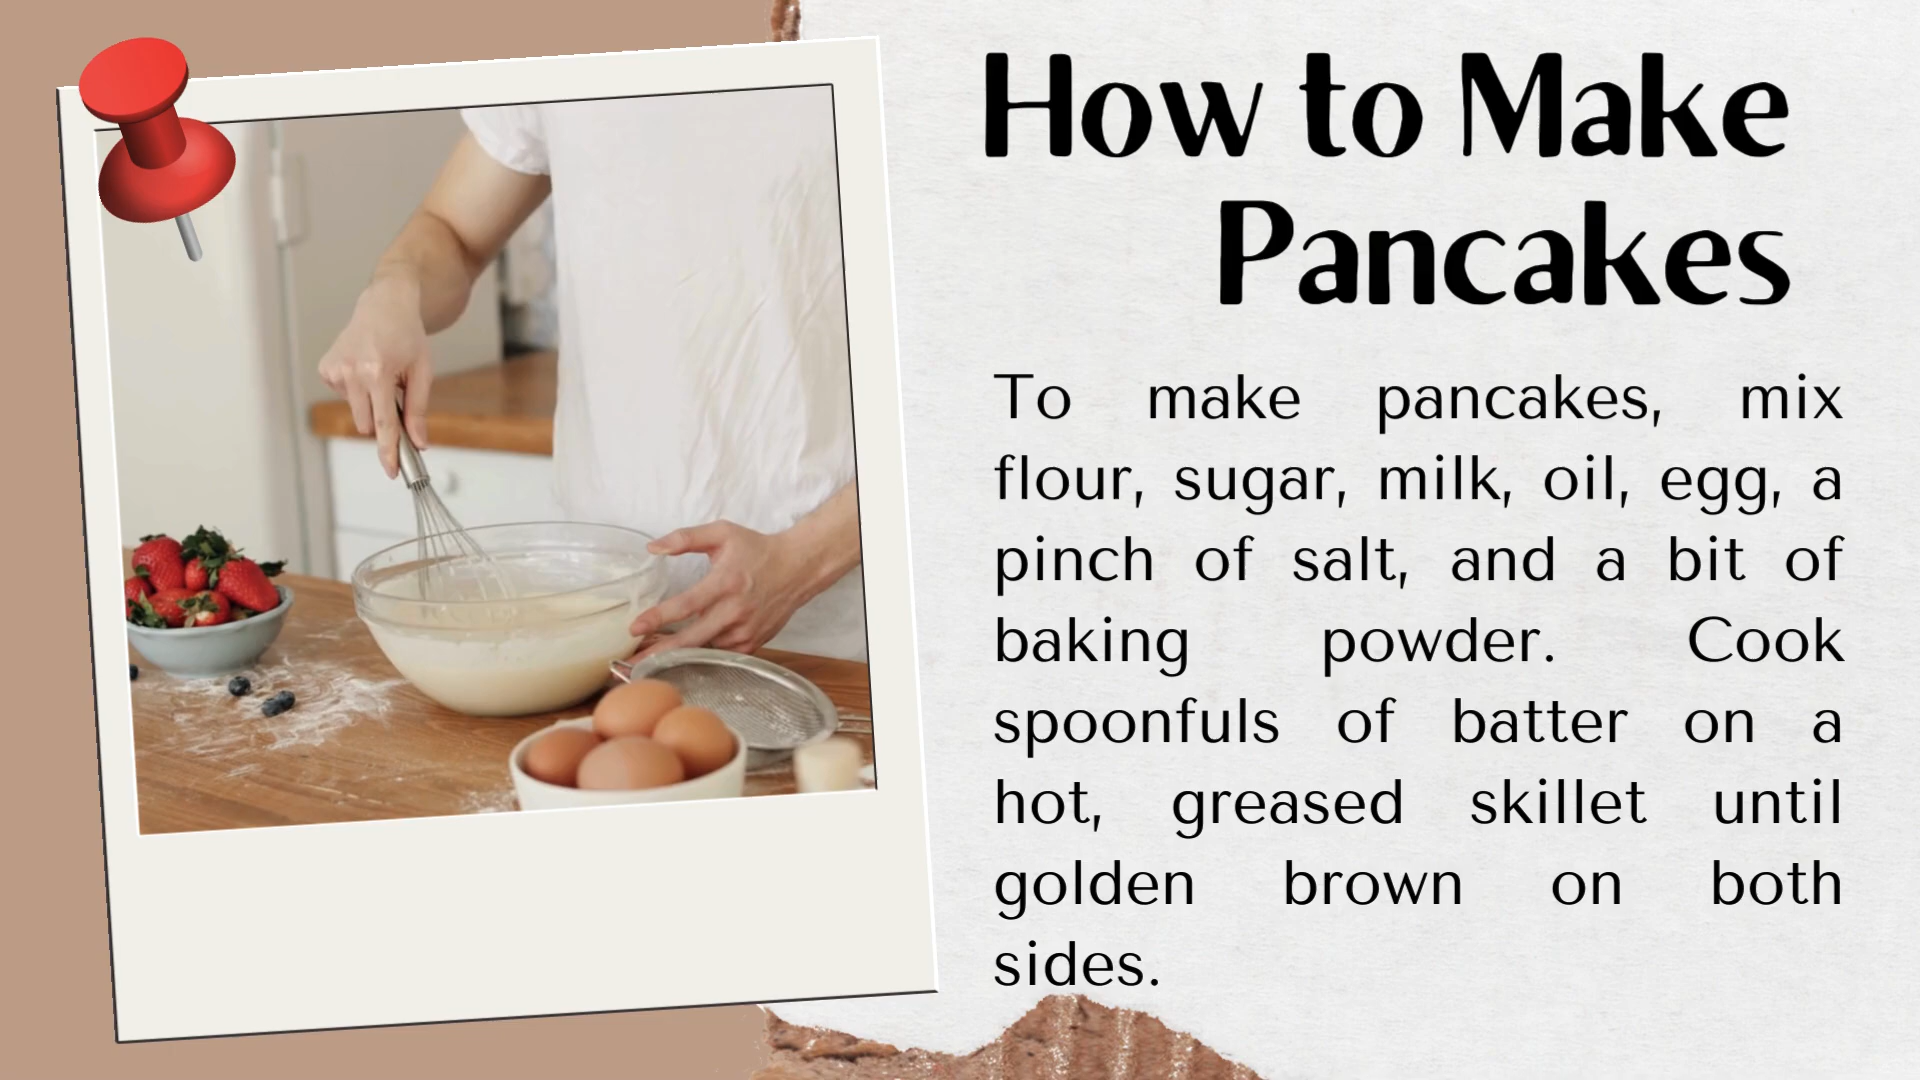 How to Make
Pancakes
To make pancakes, mix
flour, sugar, milk, oil, egg, a
pinch of salt, and a bit of
baking powder. Cook
spoonfuls of batter on a
hot, greased skillet until
golden brown on both
sides.